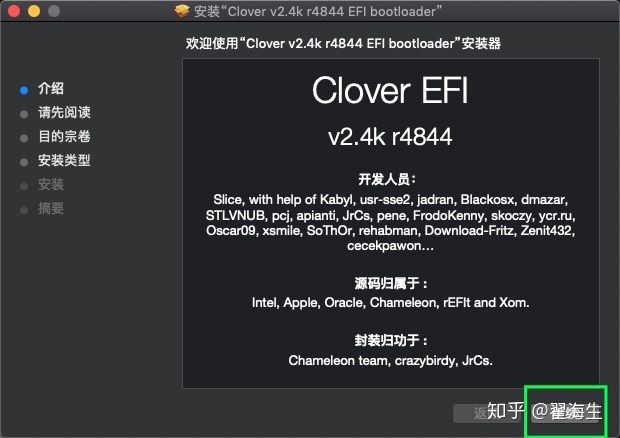 安装“Clover v2.4k r4844 EFI bootloader”
欢迎使用“Clover v2.4k r4844 EFI bootloader”安装器
介绍
请先阅读
目的宗卷
安装类型
安装
摘要
Clover EFI
v2.4k r4844
开发人员：
Slice, with help of Kabyl, usr-sse2, jadran, Blackosx, dmazar,
STLVNUB, pcj, apianti, JrCs, pene, FrodoKenny, skoczy, ycr.ru,
Oscar09, xsmile, SoThOr, rehabman, Download-Fritz, Zenit432,
cecekpawon…
源码归属于：
Intel, Apple, Oracle, Chameleon, rEFIt and Xom.
封装归功于：
Chameleon team, crazybirdy, JrCs.
知乎 @翌海生